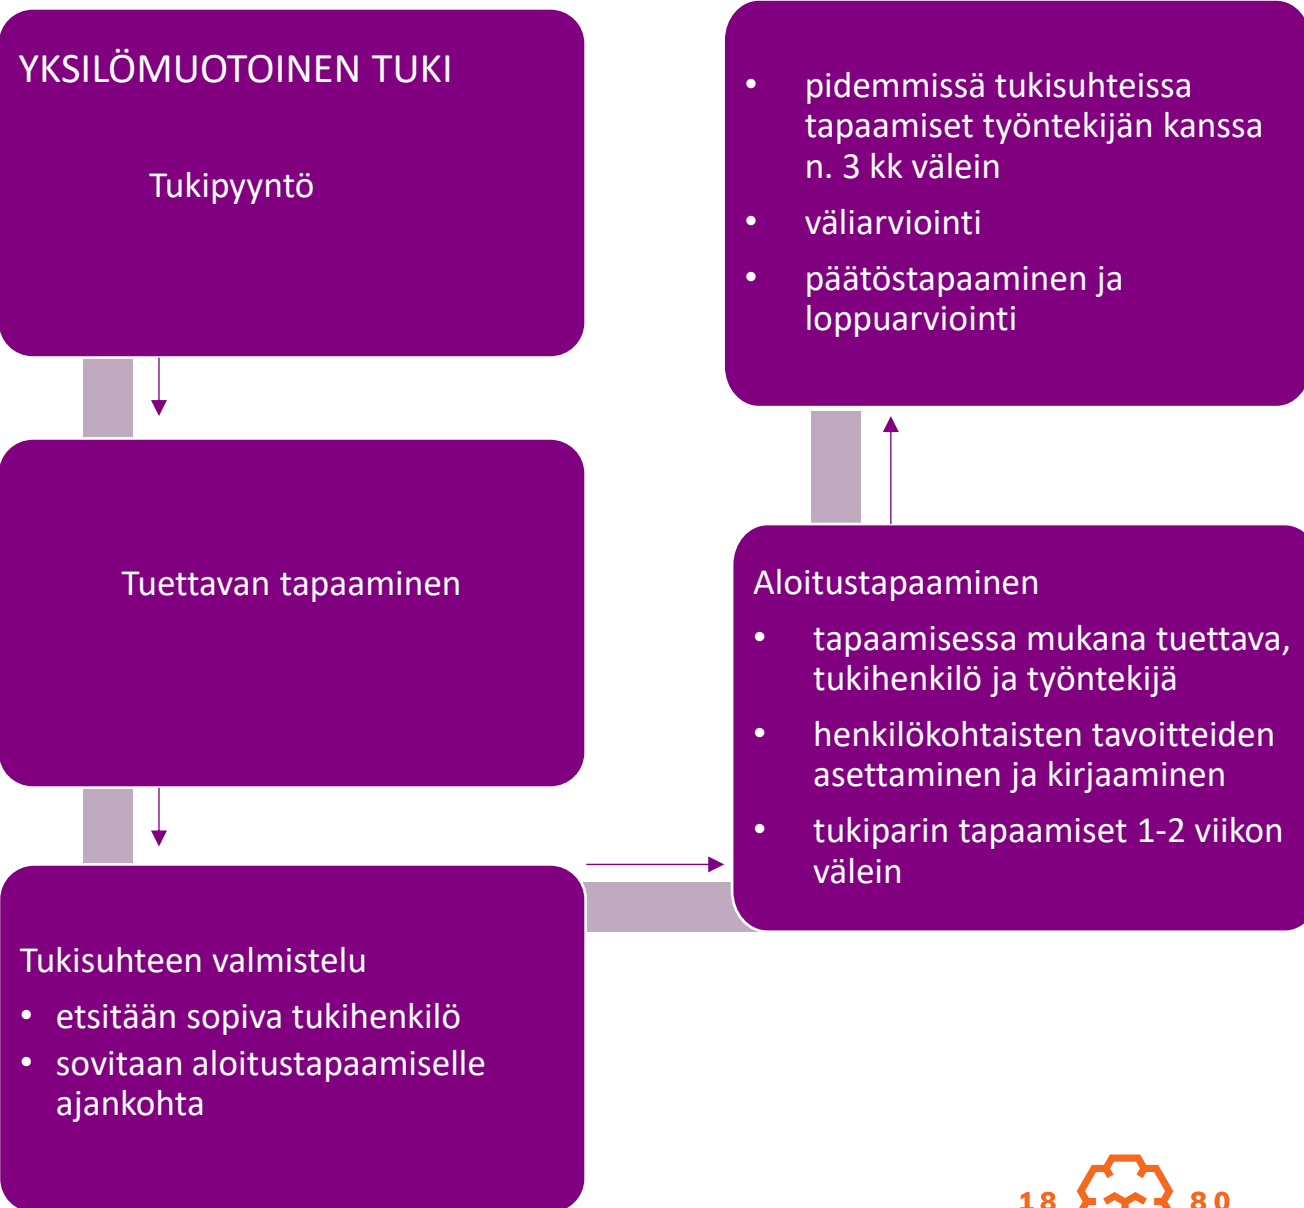 YKSILÖMUOTOINEN TUKI
Tukipyyntö
Tuettavan tapaaminen
Tukisuhteen valmistelu
• etsitään sopiva tukihenkilö
• sovitaan aloitustapaamiselle
ajankohta
Aloitustapaaminen
• tapaamisessa mukana tuettava,
tukihenkilö ja työntekijä
• henkilökohtaisten tavoitteiden
asettaminen ja kirjaaminen
• tukiparin tapaamiset 1-2 viikon
välein
• pidemmissä tukisuhteissa
tapaamiset työntekijän kanssa
n. 3 kk välein
• väliarviointi
• päätöstapaaminen ja
loppuarviointi
18 80